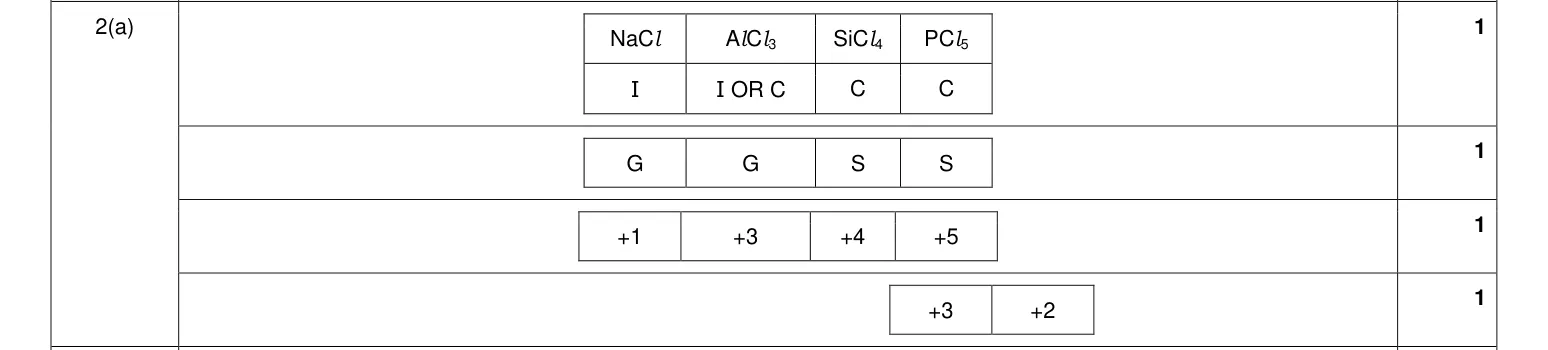 2(a)
NaCl AlCl₃ SiCl₄ PCl₅ 1
I I OR C C C
G G S S 1
+1 +3 +4 +5 1
+3 +2 1